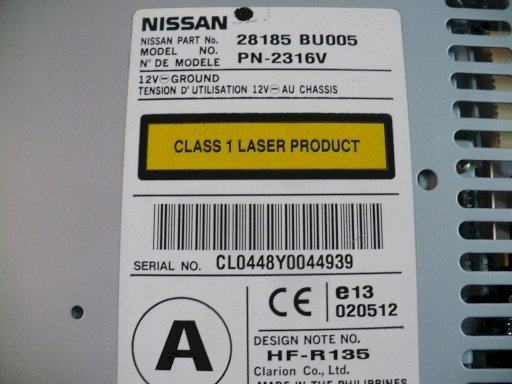 NISSAN
NISSAN PART No. 28185 BU005
MODEL NO.
N° DE MODELE PN-2316V
12V⎓GROUND
TENSION D'UTILISATION 12V⎓AU CHASSIS
CLASS 1 LASER PRODUCT
SERIAL NO. CL0448Y0044939
A
CE e13
020512
DESIGN NOTE NO.
HF-R135
Clarion Co., Ltd.
MADE IN THE PHILIPPINES